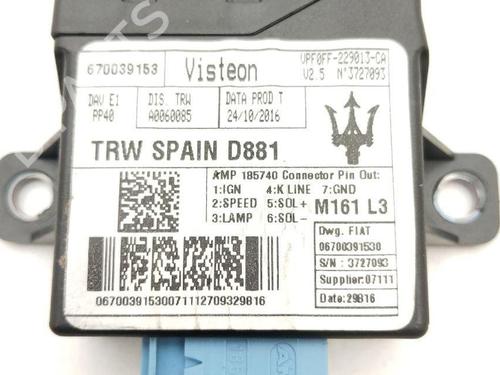 670039153 Visteon VPF0FF-229013-CA
V2.5 N°3727093
DAV E1 DIS. TRW DATA PROD T
PP40 A0060085 24/10/2016
TRW SPAIN D881
AMP 185740 Connector Pin Out:
1:IGN 4:K LINE 7:GND
2:SPEED 5:SOL+ M161 L3
3:LAMP 6:SOL-
Dwg. FIAT
06700391530
S/N : 3727093
Supplier:07111
Date:29816
06700391530071112709329816